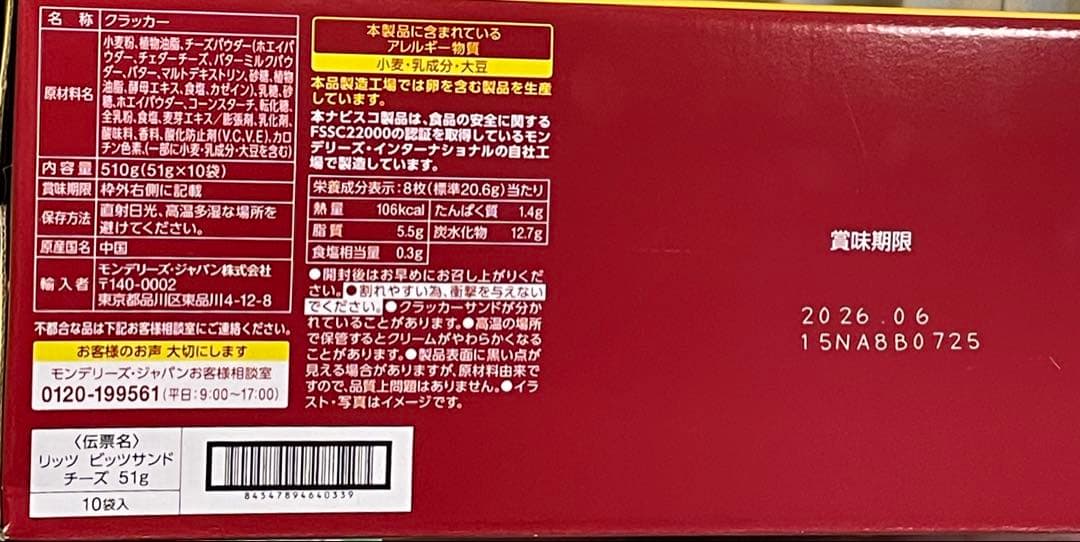 名称 クラッカー
原材料名
小麦粉、植物油脂、チーズパウダー(ホエイパ
ウダー、チェダーチーズ、バターミルクパウ
ダー、バター、マルトデキストリン、砂糖、植物
油脂、酵母エキス、食塩、カゼイン)、乳糖、砂
糖、ホエイパウダー、コーンスターチ、転化糖、
全乳粉、食塩、麦芽エキス/膨張剤、乳化剤、
酸味料、香料、酸化防止剤(V.C、V.E)、カロ
チン色素、(一部に小麦・乳成分・大豆を含む)
内容量 510g(51g×10袋)
賞味期限 枠外右側に記載
保存方法
直射日光、高温多湿な場所を
避けてください。
原産国名 中国
輸入者
モンデリーズ・ジャパン株式会社
〒140-0002
東京都品川区東品川4-12-8
不都合な品は下記お客様相談室にご連絡ください。
お客様のお声 大切にします
モンデリーズ・ジャパンお客様相談室
0120-199561(平日:9:00〜17:00)
〈伝票名〉
リッツ ビッツサンド
チーズ 51g
10袋入
84547894640339
本製品に含まれている
アレルギー物質
小麦・乳成分・大豆
本品製造工場では卵を含む製品を生産
しています。
本ナビスコ製品は、食品の安全に関する
FSSC22000の認証を取得しているモン
デリーズ・インターナショナルの自社工
場で製造しています。
栄養成分表示:8枚(標準20.6g)当たり
熱量 106kcal たんぱく質 1.4g
脂質 5.5g 炭水化物 12.7g
食塩相当量 0.3g
●開封後はお早めにお召し上がりくだ
さい。●割れやすい為、衝撃を与えない
でください。●クラッカーサンドが分か
れていることがあります。●高温の場所
で保管するとクリームがやわらかくなる
ことがあります。●製品表面に黒い点が
見える場合がありますが、原材料由来で
すので、品質上問題はありません。●イラ
スト・写真はイメージです。
賞味期限
2026.06
15NA8B0725